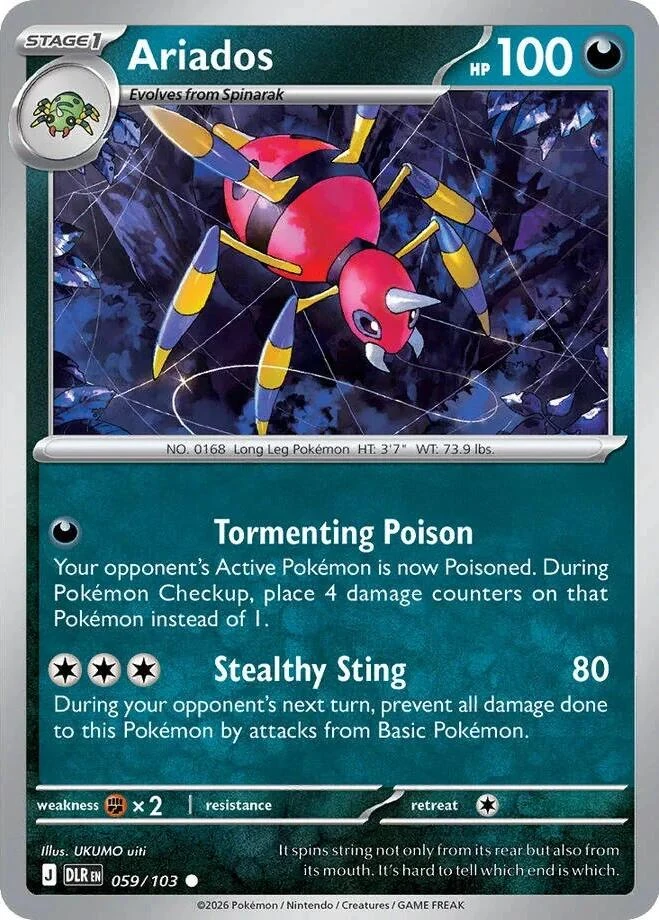 STAGE1
Ariados
HP 100
Evolves from Spinarak
NO. 0168 Long Leg Pokémon HT: 3'7" WT: 73.9 lbs.
Tormenting Poison
Your opponent's Active Pokémon is now Poisoned. During
Pokémon Checkup, place 4 damage counters on that
Pokémon instead of 1.
Stealthy Sting 80
During your opponent's next turn, prevent all damage done
to this Pokémon by attacks from Basic Pokémon.
weakness ×2 resistance retreat
Illus. UKUMO uiti
It spins string not only from its rear but also from
its mouth. It's hard to tell which end is which.
J DLR EN 059/103
©2026 Pokémon / Nintendo / Creatures / GAME FREAK